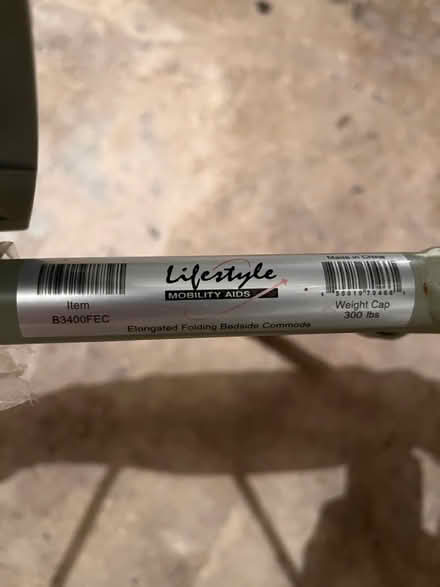 Lifestyle
MOBILITY AIDS
Item
B3400FEC
Elongated Folding Bedside Commode
Made in China
Weight Cap
300 lbs